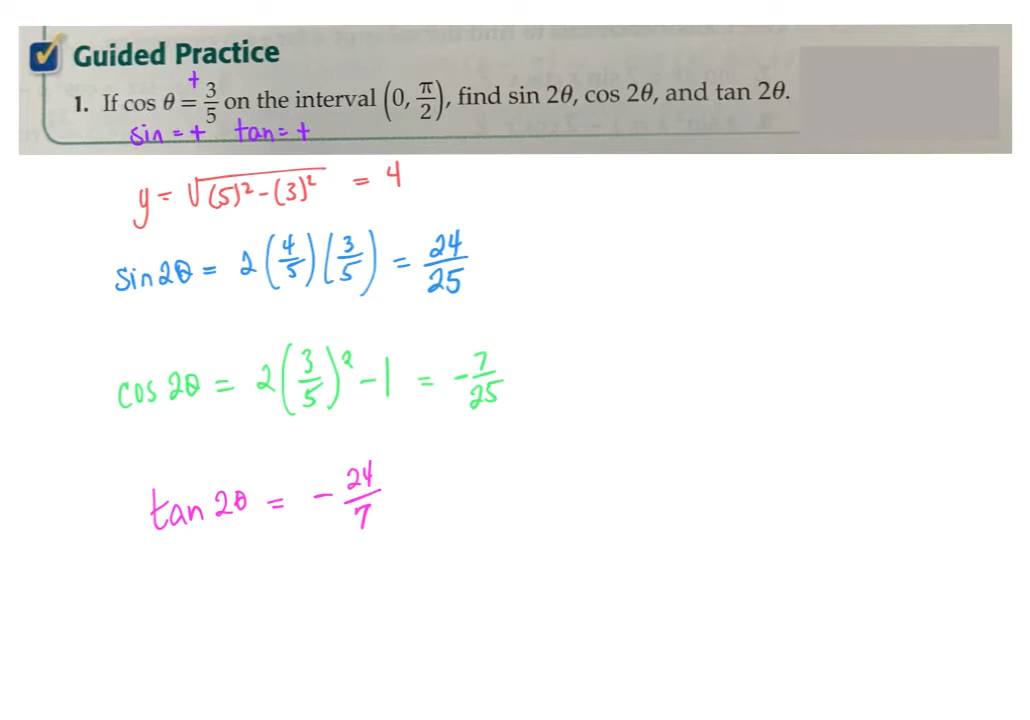 Guided Practice
+
1. If cos θ = 3/5 on the interval (0, π/2), find sin 2θ, cos 2θ, and tan 2θ.
sin = + tan = +
y = √(5)² - (3)² = 4
sin 2θ = 2(4/5)(3/5) = 24/25
cos 2θ = 2(3/5)² - 1 = - 7/25
tan 2θ = - 24/7